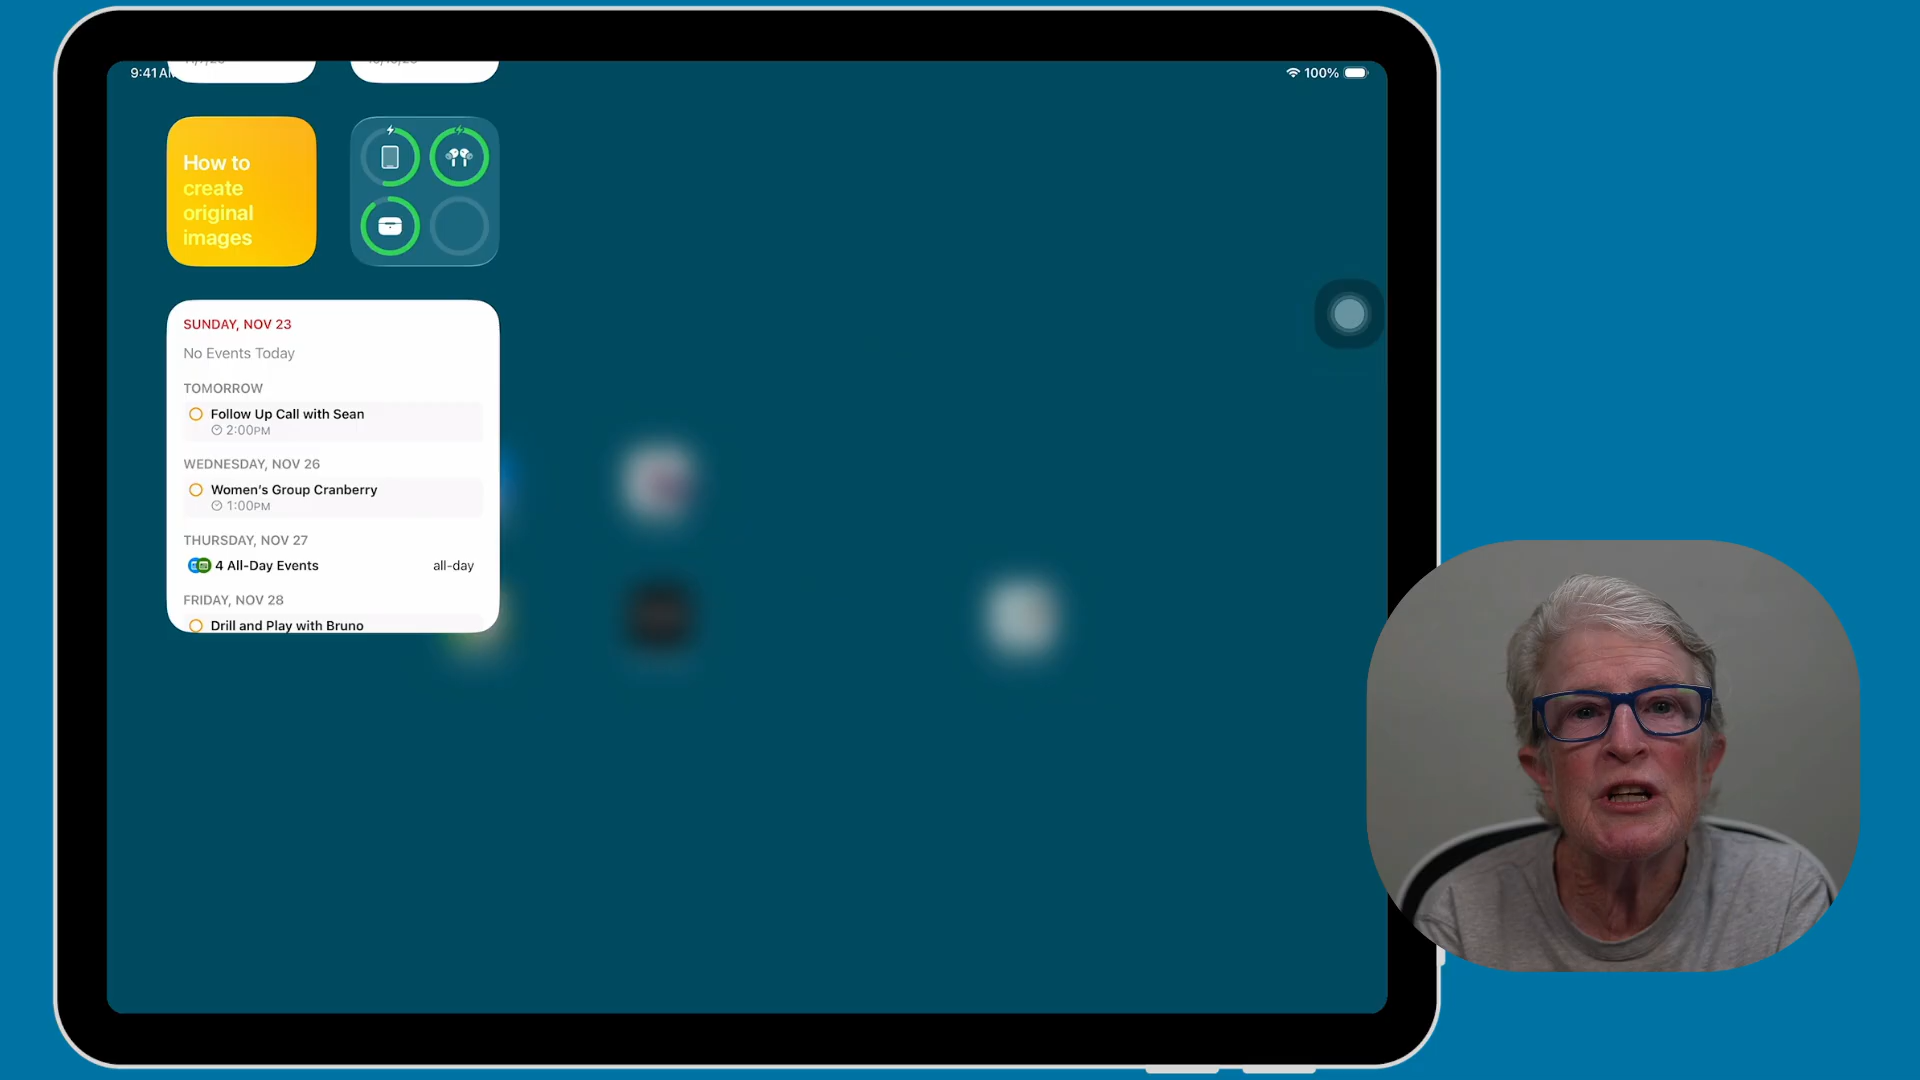 9:41 A
100%
How to
create
original
images
SUNDAY, NOV 23
No Events Today
TOMORROW
Follow Up Call with Sean
2:00PM
WEDNESDAY, NOV 26
Women's Group Cranberry
1:00PM
THURSDAY, NOV 27
4 All-Day Events all-day
FRIDAY, NOV 28
Drill and Play with Bruno